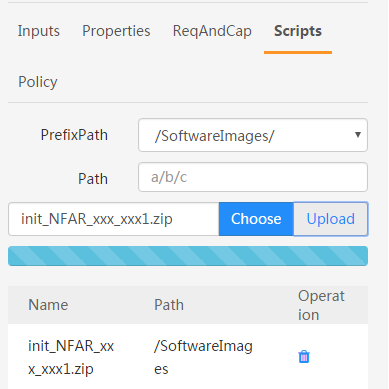 Inputs Properties ReqAndCap Scripts
Policy
PrefixPath /SoftwareImages/
Path a/b/c
init_NFAR_xxx_xxx1.zip Choose Upload
Name Path Operat
ion
init_NFAR_xx /SoftwareImag
x_xxx1.zip es